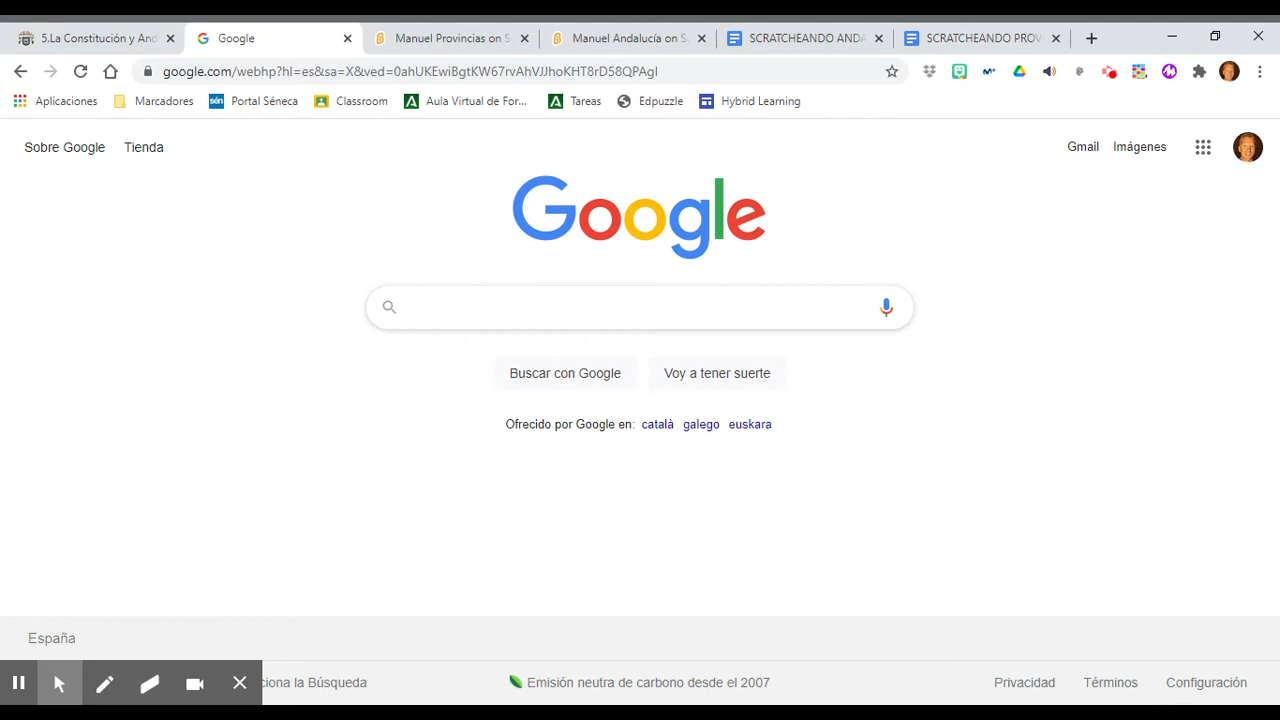 5.La Constitución y And
Google
Manuel Provincias on S
Manuel Andalucía on S
SCRATCHEANDO ANDA
SCRATCHEANDO PROV
google.com/webhp?hl=es&sa=X&ved=0ahUKEwiBgKW67rvAhVJJhoKHT8rD58QPAgI
Aplicaciones
Marcadores
sén Portal Séneca
Classroom
Aula Virtual de For...
Tareas
Edpuzzle
Hybrid Learning
Sobre Google
Tienda
Gmail
Imágenes
Google
Buscar con Google
Voy a tener suerte
Ofrecido por Google en: català galego euskara
España
ciona la Búsqueda
Emisión neutra de carbono desde el 2007
Privacidad
Términos
Configuración